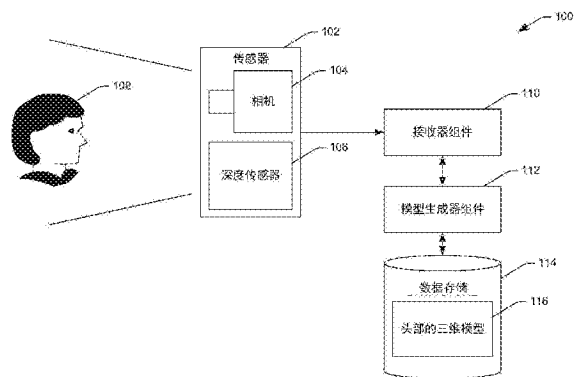 100
102
传感器
104
相机
108
106
深度传感器
110
接收器组件
112
模型生成器组件
114
数据存储
116
头部的三维模型